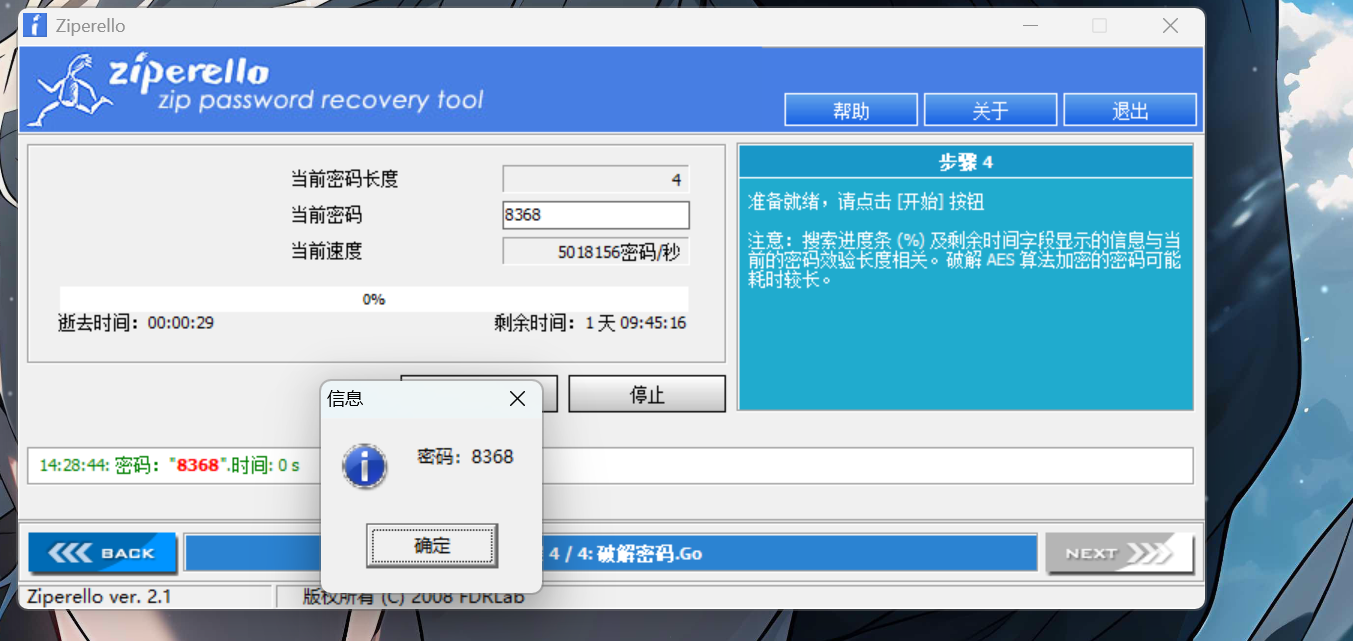 Ziperello
ziperello
zip password recovery tool
帮助
关于
退出
当前密码长度
4
当前密码
8368
当前速度
5018156密码/秒
0%
逝去时间：00:00:29
剩余时间：1 天 09:45:16
停止
步骤 4
准备就绪，请点击 [开始] 按钮
注意：搜索进度条 (%) 及剩余时间字段显示的信息与当
前的密码效验长度相关。破解 AES 算法加密的密码可能
耗时较长。
信息
密码：8368
确定
14:28:44: 密码："8368".时间: 0 s
BACK
4 / 4: 破解密码.Go
NEXT
Ziperello ver. 2.1
版权所有 (C) 2008 FDRLab